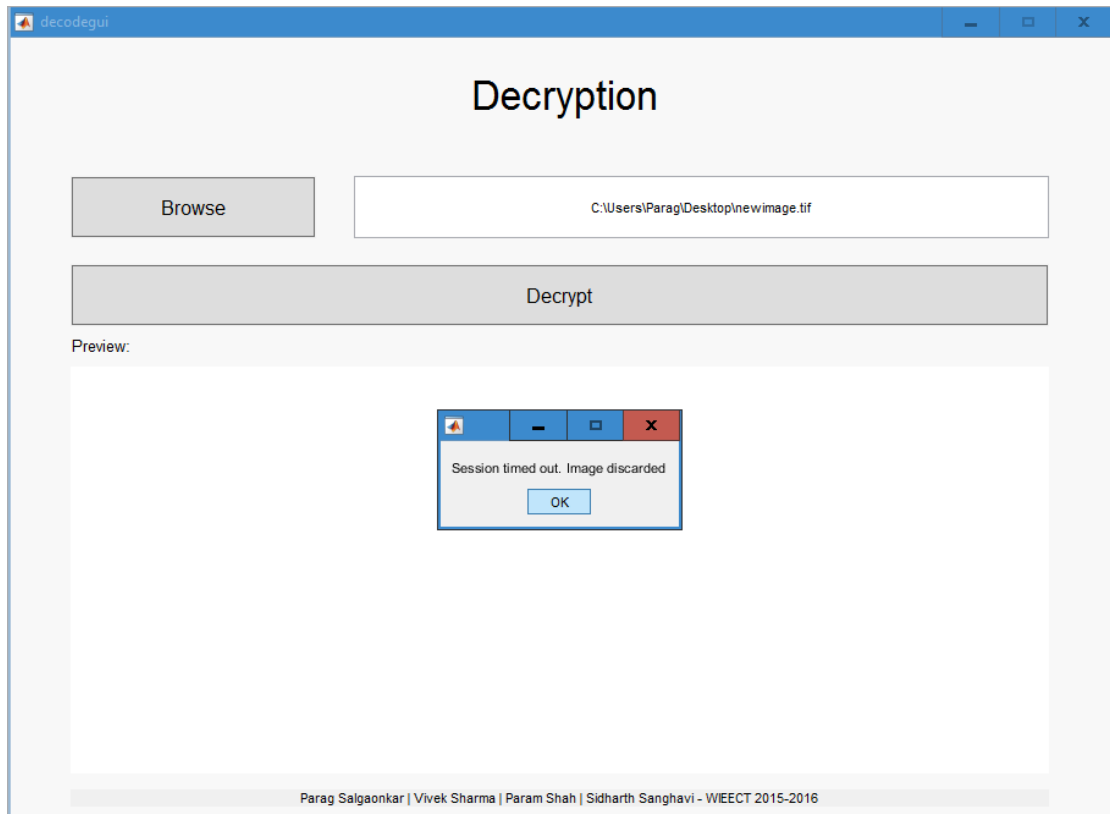 decodegui
Decryption
Browse
C:\Users\Parag\Desktop\newimage.tif
Decrypt
Preview:
Session timed out. Image discarded
OK
Parag Salgaonkar | Vivek Sharma | Param Shah | Sidharth Sanghavi - WIEECT 2015-2016